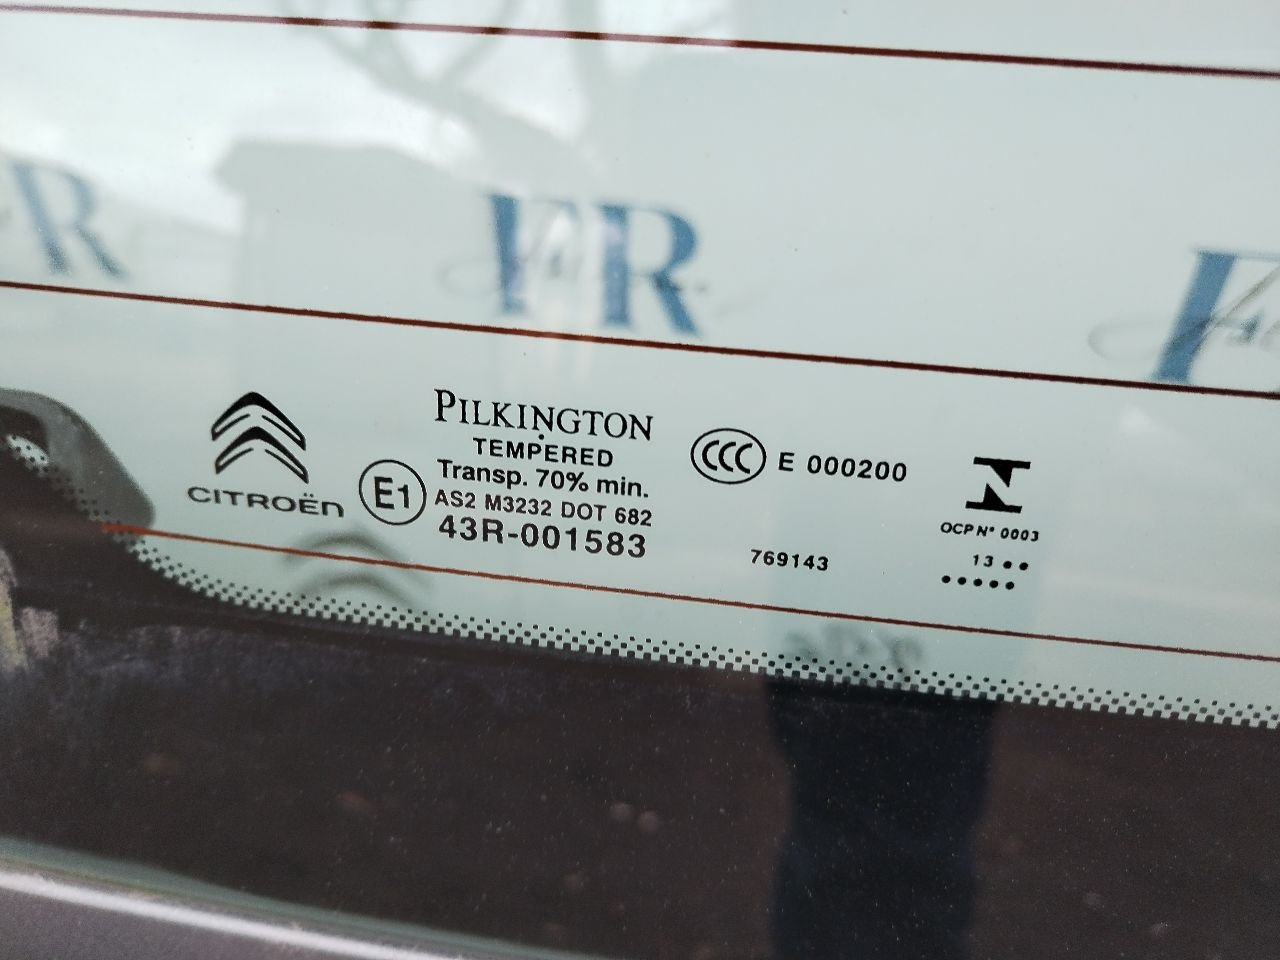 FR
R
CITROËN
E1
PILKINGTON
TEMPERED
Transp. 70% min.
AS2 M3232 DOT 682
43R-001583
CCC E 000200
769143
OCP N° 0003
13 ••
•••••